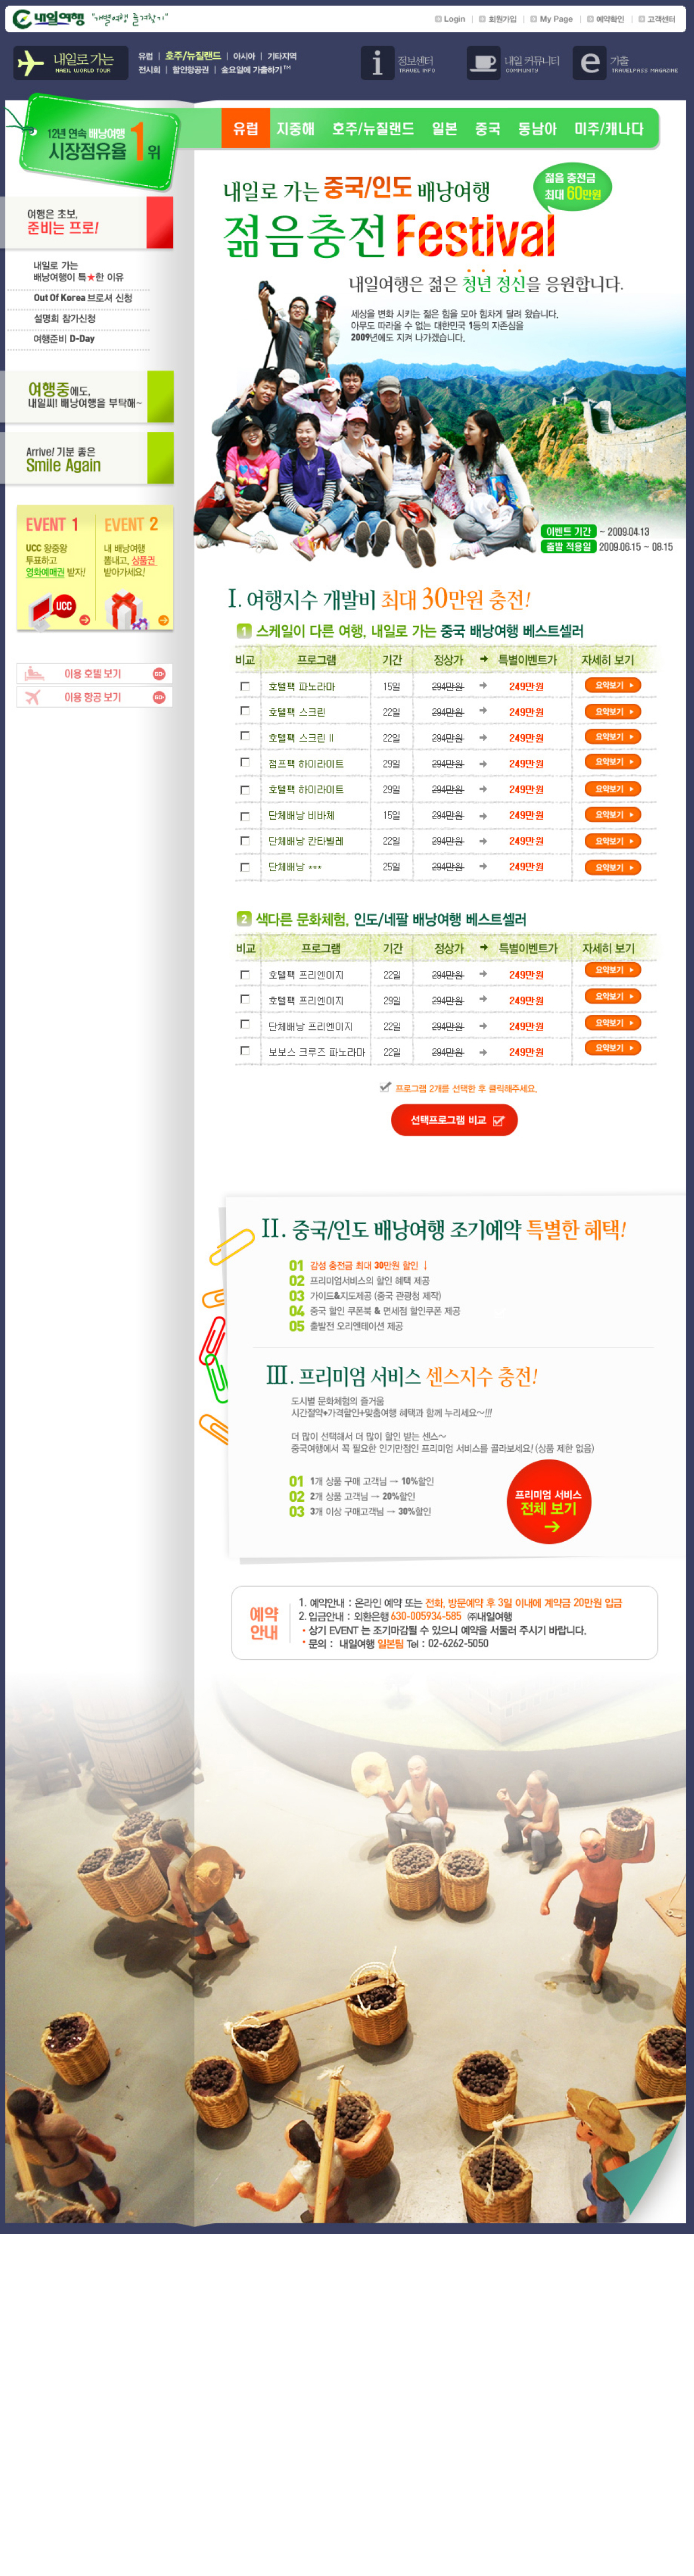 내일여행 "개별여행 즐겨찾기"
Login 회원가입 My Page 예약확인 고객센터
내일로 가는
NAEIL WORLD TOUR
유럽 | 호주/뉴질랜드 | 아시아 | 기타지역
전시회 | 할인항공권 | 금요일에 가출하기™
정보센터
TRAVEL INFO
내일 커뮤니티
COMMUNITY
가출
TRAVELPASS MAGAZINE
12년 연속 배낭여행
시장점유율 1위
유럽 지중해 호주/뉴질랜드 일본 중국 동남아 미주/캐나다
여행은 초보,
준비는 프로!
내일로 가는
배낭여행이 특★한 이유
Out Of Korea 브로셔 신청
설명회 참가신청
여행준비 D-Day
여행중에도,
내일씨! 배낭여행을 부탁해~
Arrive! 기분 좋은
Smile Again
EVENT 1
UCC 왕중왕
투표하고
영화예매권 받자!
UCC
EVENT 2
내 배낭여행
뽐내고, 상품권
받아가세요!
이용 호텔 보기 GO
이용 항공 보기 GO
내일로 가는 중국/인도 배낭여행
젊음 충전금
최대 60만원
젊음충전 Festival
내일여행은 젊은 청년 정신을 응원합니다.
세상을 변화 시키는 젊은 힘을 모아 힘차게 달려 왔습니다.
아무도 따라올 수 없는 대한민국 1등의 자존심을
2009년에도 지켜 나가겠습니다.
이벤트 기간 ~ 2009.04.13
출발 적용일 2009.06.15 ~ 08.15
I. 여행지수 개발비 최대 30만원 충전!
1 스케일이 다른 여행, 내일로 가는 중국 배낭여행 베스트셀러
비교 프로그램 기간 정상가 → 특별이벤트가 자세히 보기
호텔팩 파노라마 15일 294만원 → 249만원 요약보기
호텔팩 스크린 22일 294만원 → 249만원 요약보기
호텔팩 스크린 II 22일 294만원 → 249만원 요약보기
점프팩 하이라이트 29일 294만원 → 249만원 요약보기
호텔팩 하이라이트 29일 294만원 → 249만원 요약보기
단체배낭 비바체 15일 294만원 → 249만원 요약보기
단체배낭 칸타빌레 22일 294만원 → 249만원 요약보기
단체배낭 *** 25일 294만원 → 249만원 요약보기
2 색다른 문화체험, 인도/네팔 배낭여행 베스트셀러
비교 프로그램 기간 정상가 → 특별이벤트가 자세히 보기
호텔팩 프리엔이지 22일 294만원 → 249만원 요약보기
호텔팩 프리엔이지 29일 294만원 → 249만원 요약보기
단체배낭 프리엔이지 22일 294만원 → 249만원 요약보기
보보스 크루즈 파노라마 22일 294만원 → 249만원 요약보기
프로그램 2개를 선택한 후 클릭해주세요.
선택프로그램 비교
II. 중국/인도 배낭여행 조기예약 특별한 혜택!
01 감성 충전금 최대 30만원 할인 ↓
02 프리미엄서비스의 할인 혜택 제공
03 가이드&지도제공 (중국 관광청 제작)
04 중국 할인 쿠폰북 & 면세점 할인쿠폰 제공
05 출발전 오리엔테이션 제공
III. 프리미엄 서비스 센스지수 충전!
도시별 문화체험의 즐거움
시간절약+가격할인+맞춤여행 혜택과 함께 누리세요~!!!
더 많이 선택해서 더 많이 할인 받는 센스~
중국여행에서 꼭 필요한 인기만점인 프리미엄 서비스를 골라보세요! (상품 제한 없음)
01 1개 상품 구매 고객님 → 10%할인
02 2개 상품 고객님 → 20%할인
03 3개 이상 구매고객님 → 30%할인
프리미엄 서비스
전체 보기
예약
안내
1. 예약안내 : 온라인 예약 또는 전화, 방문예약 후 3일 이내에 계약금 20만원 입금
2. 입금안내 : 외환은행 630-005934-585 ㈜내일여행
• 상기 EVENT 는 조기마감될 수 있으니 예약을 서둘러 주시기 바랍니다.
• 문의 : 내일여행 일본팀 Tel : 02-6262-5050